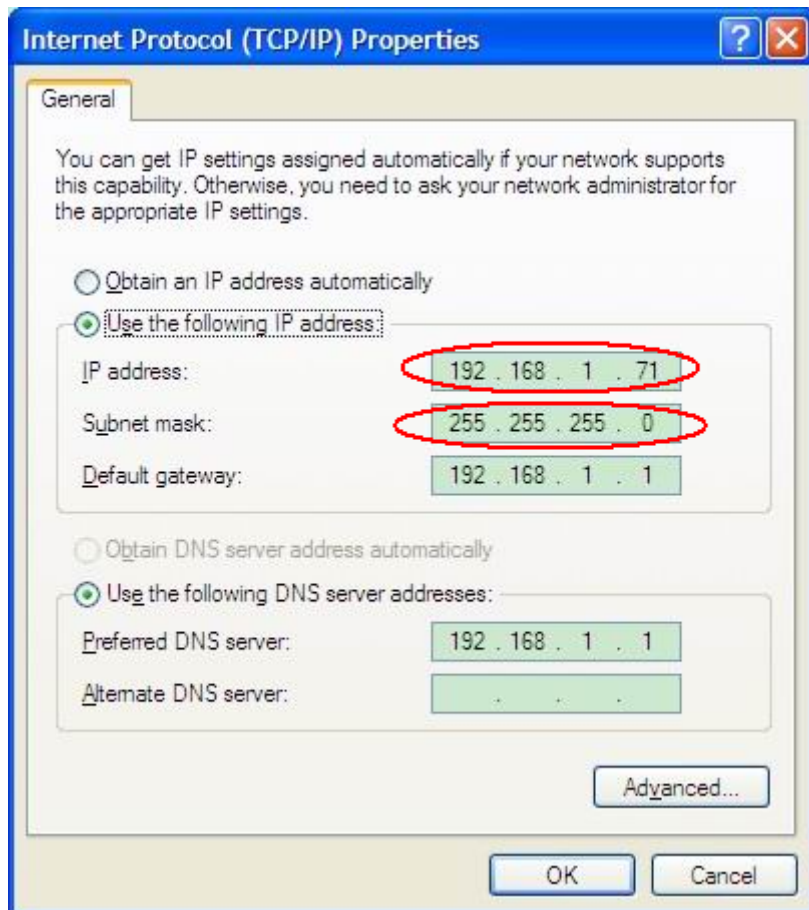 Internet Protocol (TCP/IP) Properties
General
You can get IP settings assigned automatically if your network supports
this capability. Otherwise, you need to ask your network administrator for
the appropriate IP settings.
Obtain an IP address automatically
Use the following IP address:
IP address: 192 . 168 . 1 . 71
Subnet mask: 255 . 255 . 255 . 0
Default gateway: 192 . 168 . 1 . 1
Obtain DNS server address automatically
Use the following DNS server addresses:
Preferred DNS server: 192 . 168 . 1 . 1
Alternate DNS server: . . .
Advanced...
OK Cancel